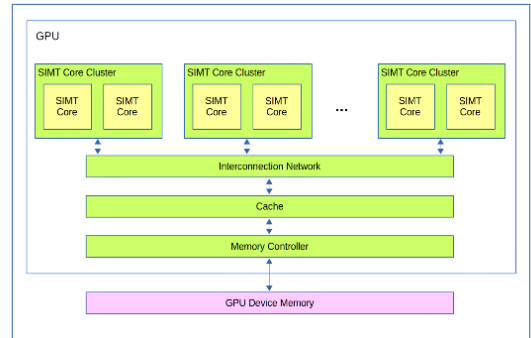 GPU
SIMT Core Cluster
SIMT Core Cluster
SIMT Core Cluster
SIMT
Core
SIMT
Core
SIMT
Core
SIMT
Core
...
SIMT
Core
SIMT
Core
Interconnection Network
Cache
Memory Controller
GPU Device Memory